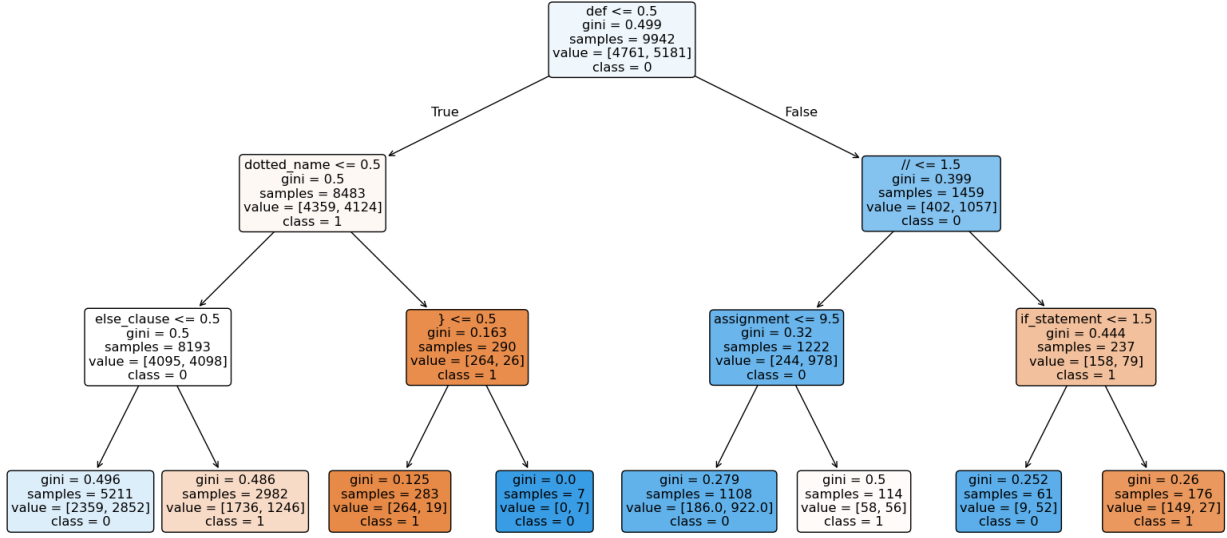 def <= 0.5
gini = 0.499
samples = 9942
value = [4761, 5181]
class = 0
True
False
dotted_name <= 0.5
gini = 0.5
samples = 8483
value = [4359, 4124]
class = 1
// <= 1.5
gini = 0.399
samples = 1459
value = [402, 1057]
class = 0
else_clause <= 0.5
gini = 0.5
samples = 8193
value = [4095, 4098]
class = 0
} <= 0.5
gini = 0.163
samples = 290
value = [264, 26]
class = 1
assignment <= 9.5
gini = 0.32
samples = 1222
value = [244, 978]
class = 0
if_statement <= 1.5
gini = 0.444
samples = 237
value = [158, 79]
class = 1
gini = 0.496
samples = 5211
value = [2359, 2852]
class = 0
gini = 0.486
samples = 2982
value = [1736, 1246]
class = 1
gini = 0.125
samples = 283
value = [264, 19]
class = 1
gini = 0.0
samples = 7
value = [0, 7]
class = 0
gini = 0.279
samples = 1108
value = [186.0, 922.0]
class = 0
gini = 0.5
samples = 114
value = [58, 56]
class = 1
gini = 0.252
samples = 61
value = [9, 52]
class = 0
gini = 0.26
samples = 176
value = [149, 27]
class = 1